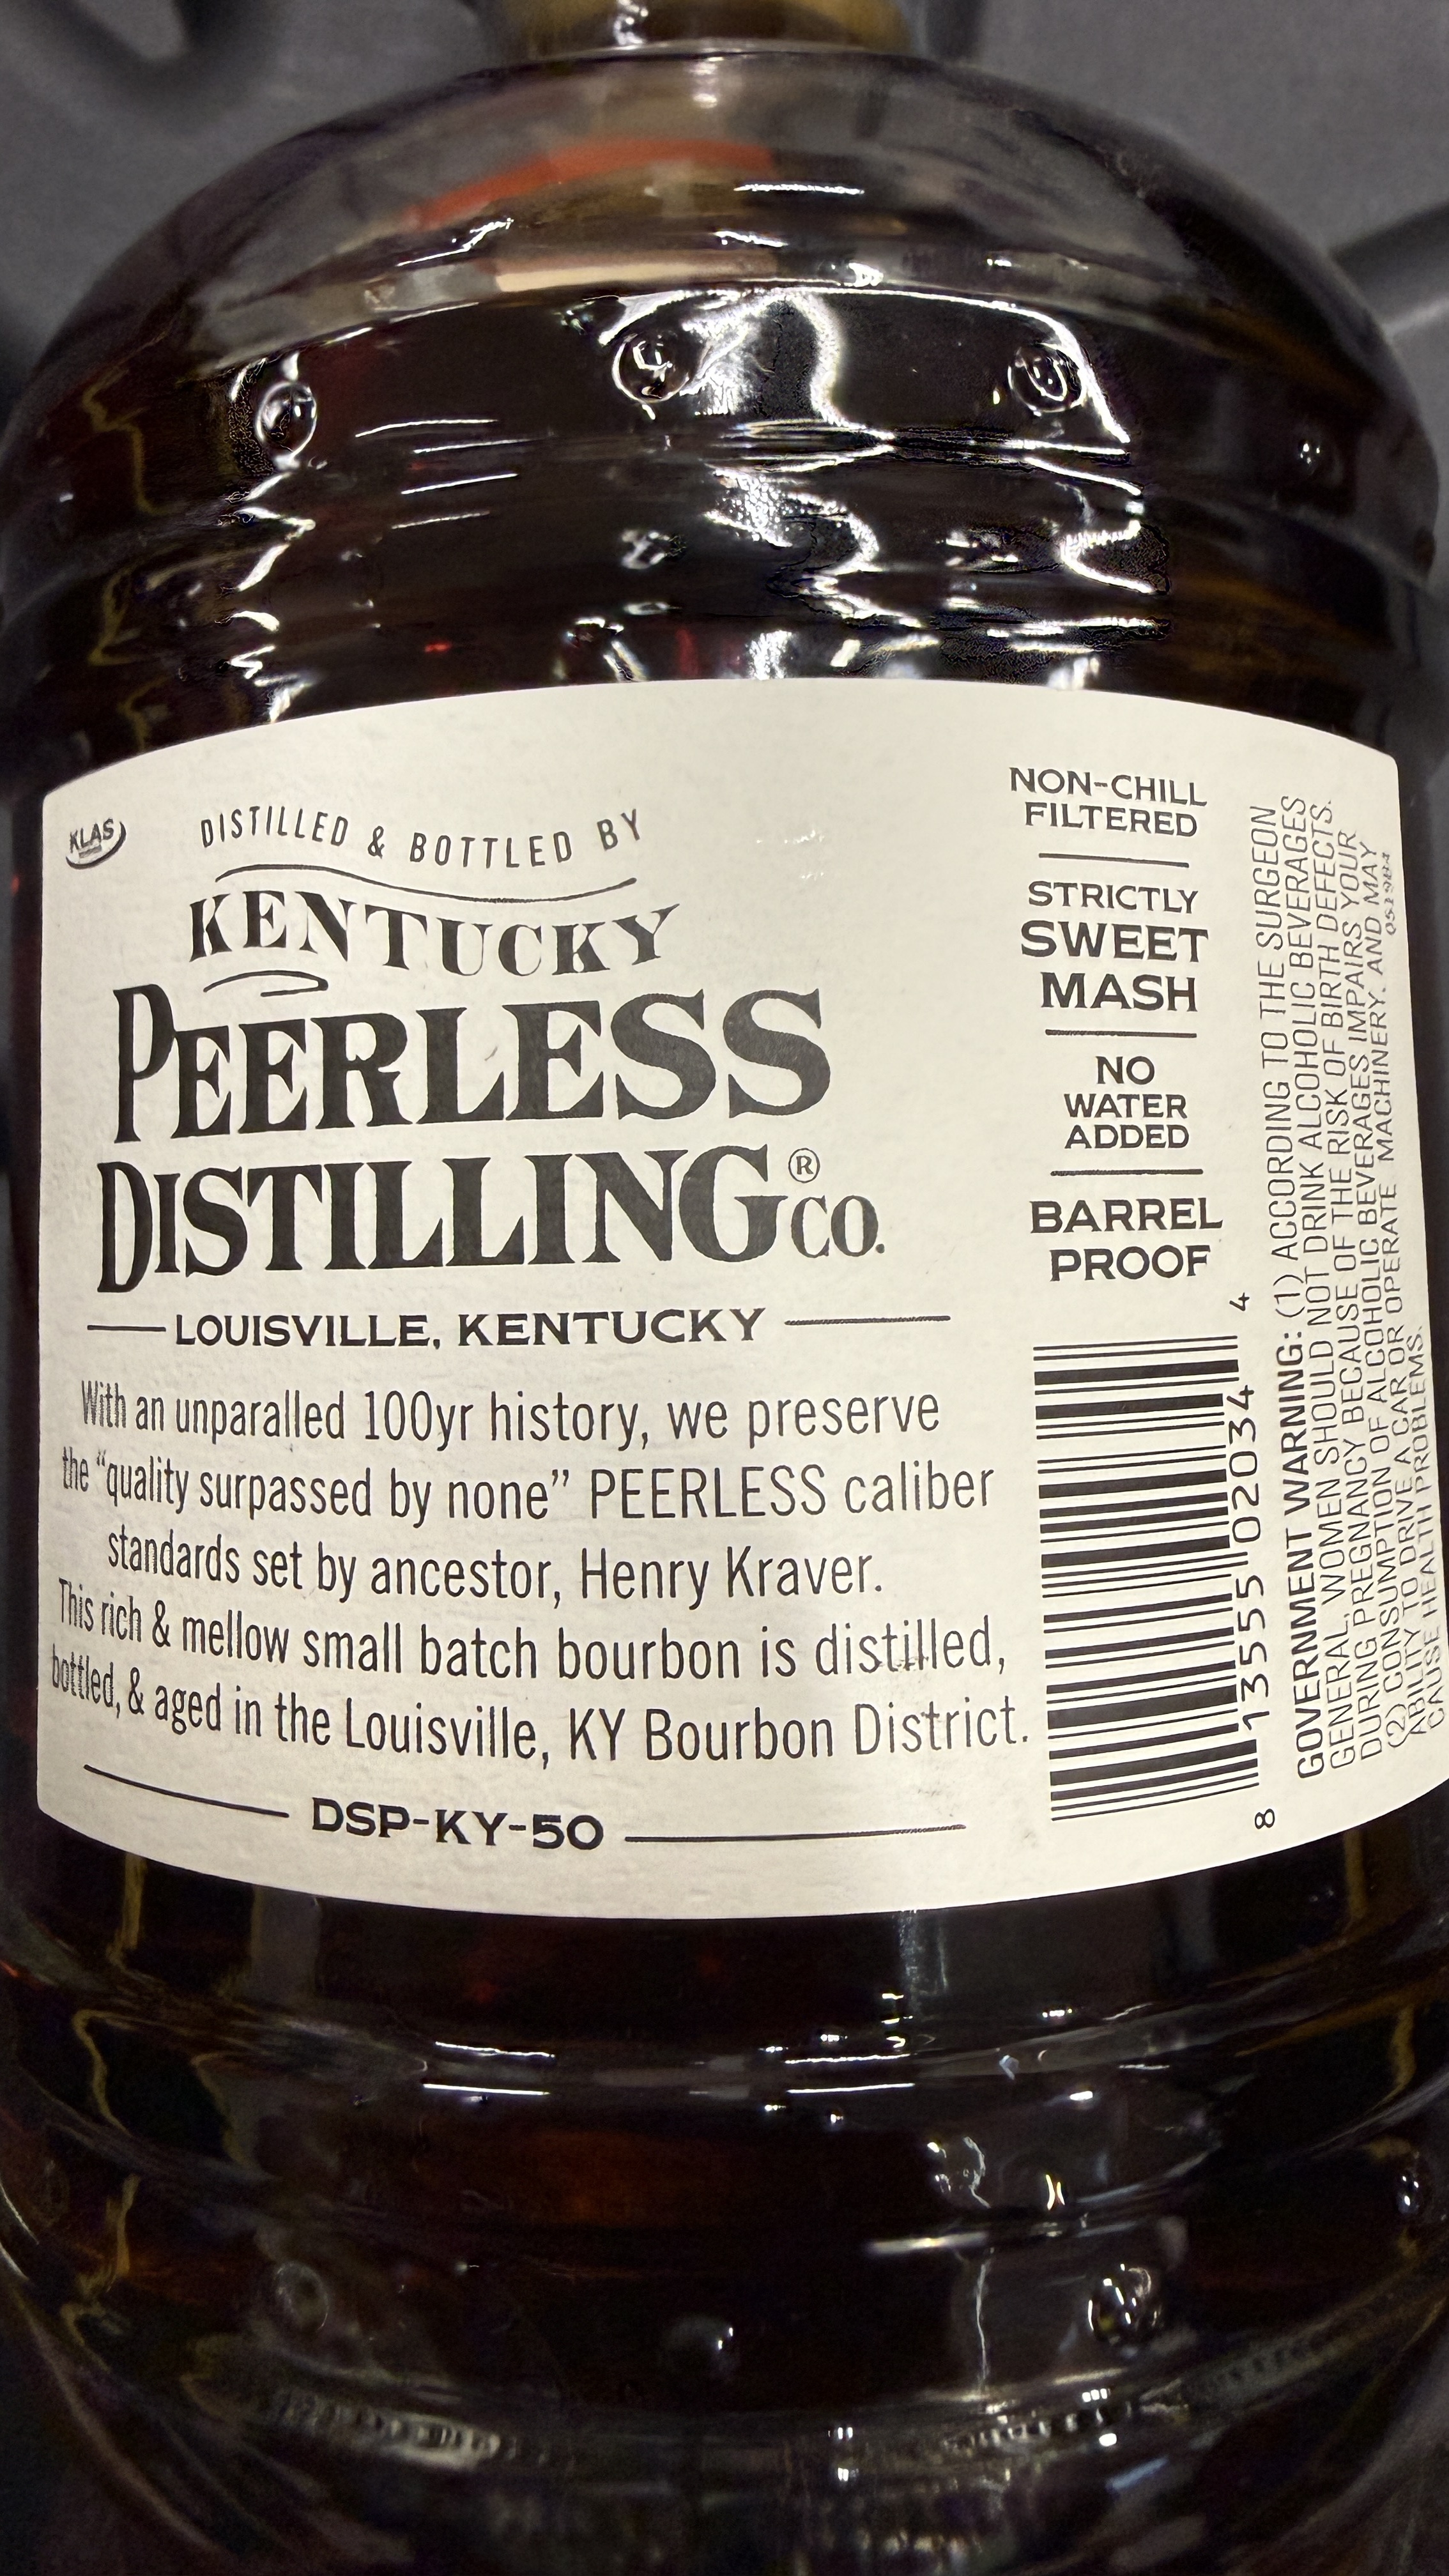 KLAS
DISTILLED & BOTTLED BY
KENTUCKY
PEERLESS
DISTILLING®CO.
LOUISVILLE, KENTUCKY
With an unparalled 100yr history, we preserve
the "quality surpassed by none" PEERLESS caliber
standards set by ancestor, Henry Kraver.
This rich & mellow small batch bourbon is distilled,
bottled, & aged in the Louisville, KY Bourbon District.
DSP-KY-50
NON-CHILL
FILTERED
STRICTLY
SWEET
MASH
NO
WATER
ADDED
BARREL
PROOF
8 13555 02034 4
GOVERNMENT WARNING: (1) ACCORDING TO THE SURGEON
GENERAL, WOMEN SHOULD NOT DRINK ALCOHOLIC BEVERAGES
DURING PREGNANCY BECAUSE OF THE RISK OF BIRTH DEFECTS.
(2) CONSUMPTION OF ALCOHOLIC BEVERAGES IMPAIRS YOUR
ABILITY TO DRIVE A CAR OR OPERATE MACHINERY. AND MAY
CAUSE HEALTH PROBLEMS.